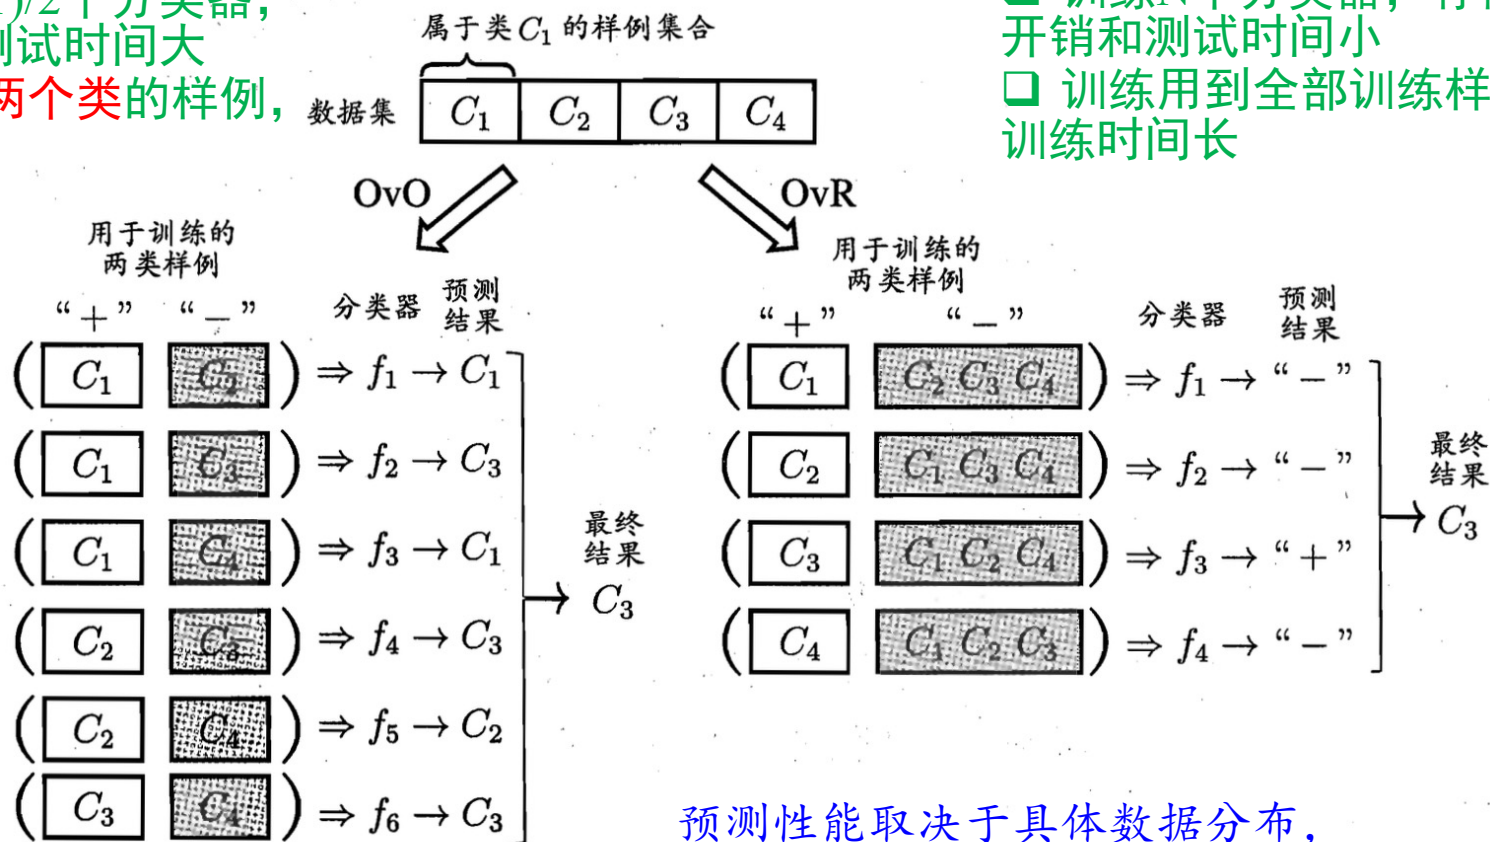 )/2个分类器，
测试时间大
两个类的样例，
训练N个分类器，
开销和测试时间小
❑ 训练用到全部训练样
训练时间长
属于类 C₁ 的样例集合
数据集 C₁ C₂ C₃ C₄
OvO
OvR
用于训练的
两类样例
“+” “−” 分类器 预测
结果
( C₁ C₂ ) ⇒ f₁ → C₁
( C₁ C₃ ) ⇒ f₂ → C₃
( C₁ C₄ ) ⇒ f₃ → C₁
( C₂ C₃ ) ⇒ f₄ → C₃
( C₂ C₄ ) ⇒ f₅ → C₂
( C₃ C₄ ) ⇒ f₆ → C₃
最终
结果
C₃
用于训练的
两类样例
“+” “−” 分类器 预测
结果
( C₁ C₂ C₃ C₄ ) ⇒ f₁ → “−”
( C₂ C₁ C₃ C₄ ) ⇒ f₂ → “−”
( C₃ C₁ C₂ C₄ ) ⇒ f₃ → “+”
( C₄ C₁ C₂ C₃ ) ⇒ f₄ → “−”
最终
结果
C₃
预测性能取决于具体数据分布，